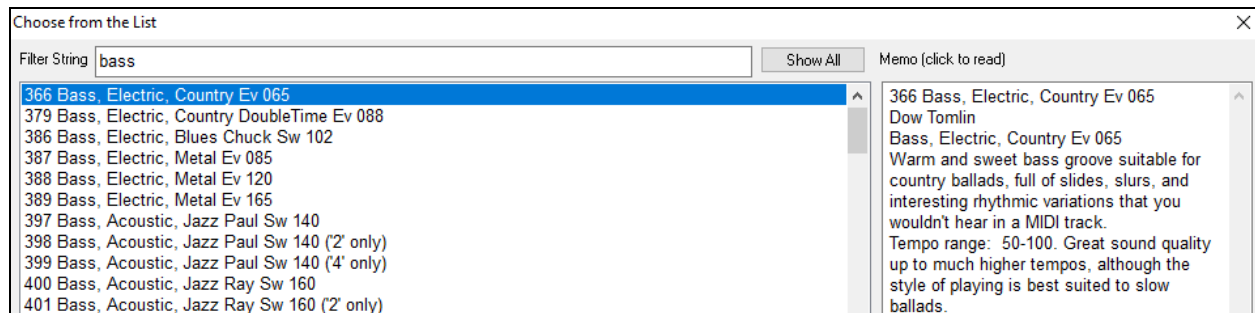 Choose from the List
Filter String bass Show All Memo (click to read)
366 Bass, Electric, Country Ev 065
379 Bass, Electric, Country DoubleTime Ev 088
386 Bass, Electric, Blues Chuck Sw 102
387 Bass, Electric, Metal Ev 085
388 Bass, Electric, Metal Ev 120
389 Bass, Electric, Metal Ev 165
397 Bass, Acoustic, Jazz Paul Sw 140
398 Bass, Acoustic, Jazz Paul Sw 140 ('2' only)
399 Bass, Acoustic, Jazz Paul Sw 140 ('4' only)
400 Bass, Acoustic, Jazz Ray Sw 160
401 Bass, Acoustic, Jazz Ray Sw 160 ('2' only)
366 Bass, Electric, Country Ev 065
Dow Tomlin
Bass, Electric, Country Ev 065
Warm and sweet bass groove suitable for
country ballads, full of slides, slurs, and
interesting rhythmic variations that you
wouldn't hear in a MIDI track.
Tempo range:  50-100. Great sound quality
up to much higher tempos, although the
style of playing is best suited to slow
ballads.